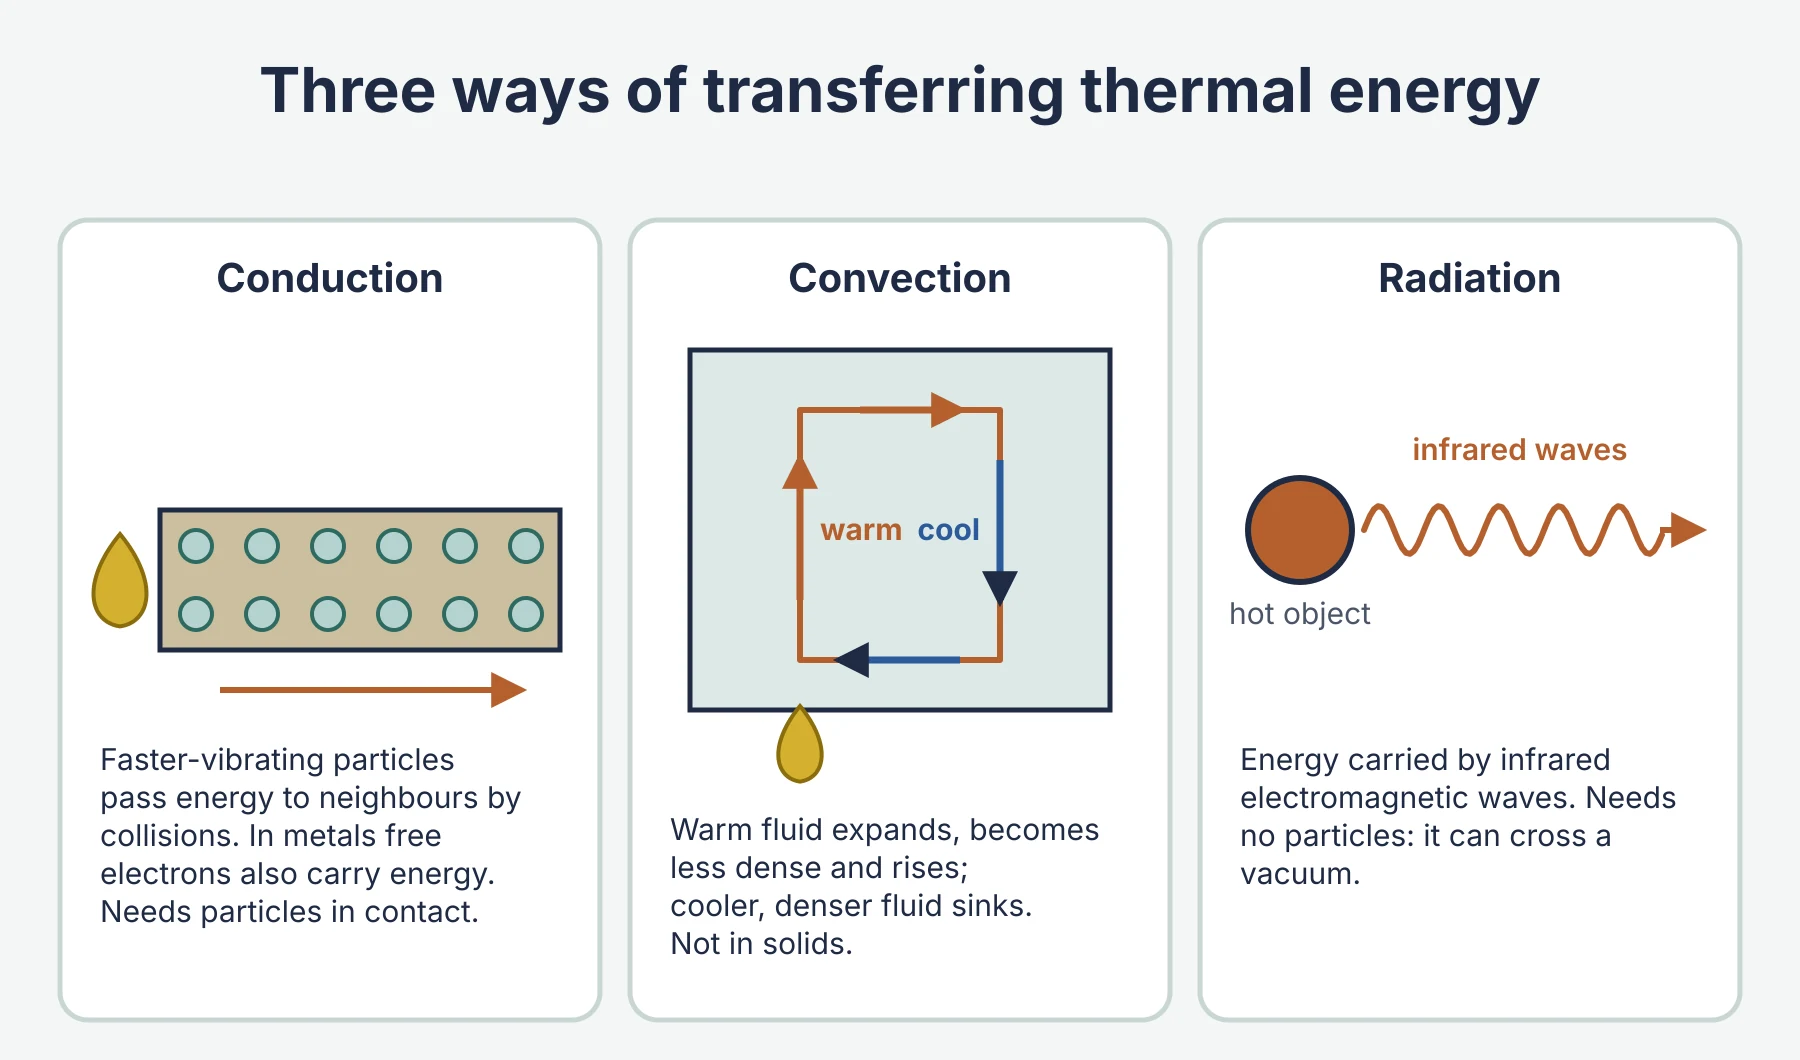 Three ways of transferring thermal energy
Conduction
Faster-vibrating particles
pass energy to neighbours by
collisions. In metals free
electrons also carry energy.
Needs particles in contact.
Convection
warm cool
Warm fluid expands, becomes
less dense and rises;
cooler, denser fluid sinks.
Not in solids.
Radiation
infrared waves
hot object
Energy carried by infrared
electromagnetic waves. Needs
no particles: it can cross a
vacuum.